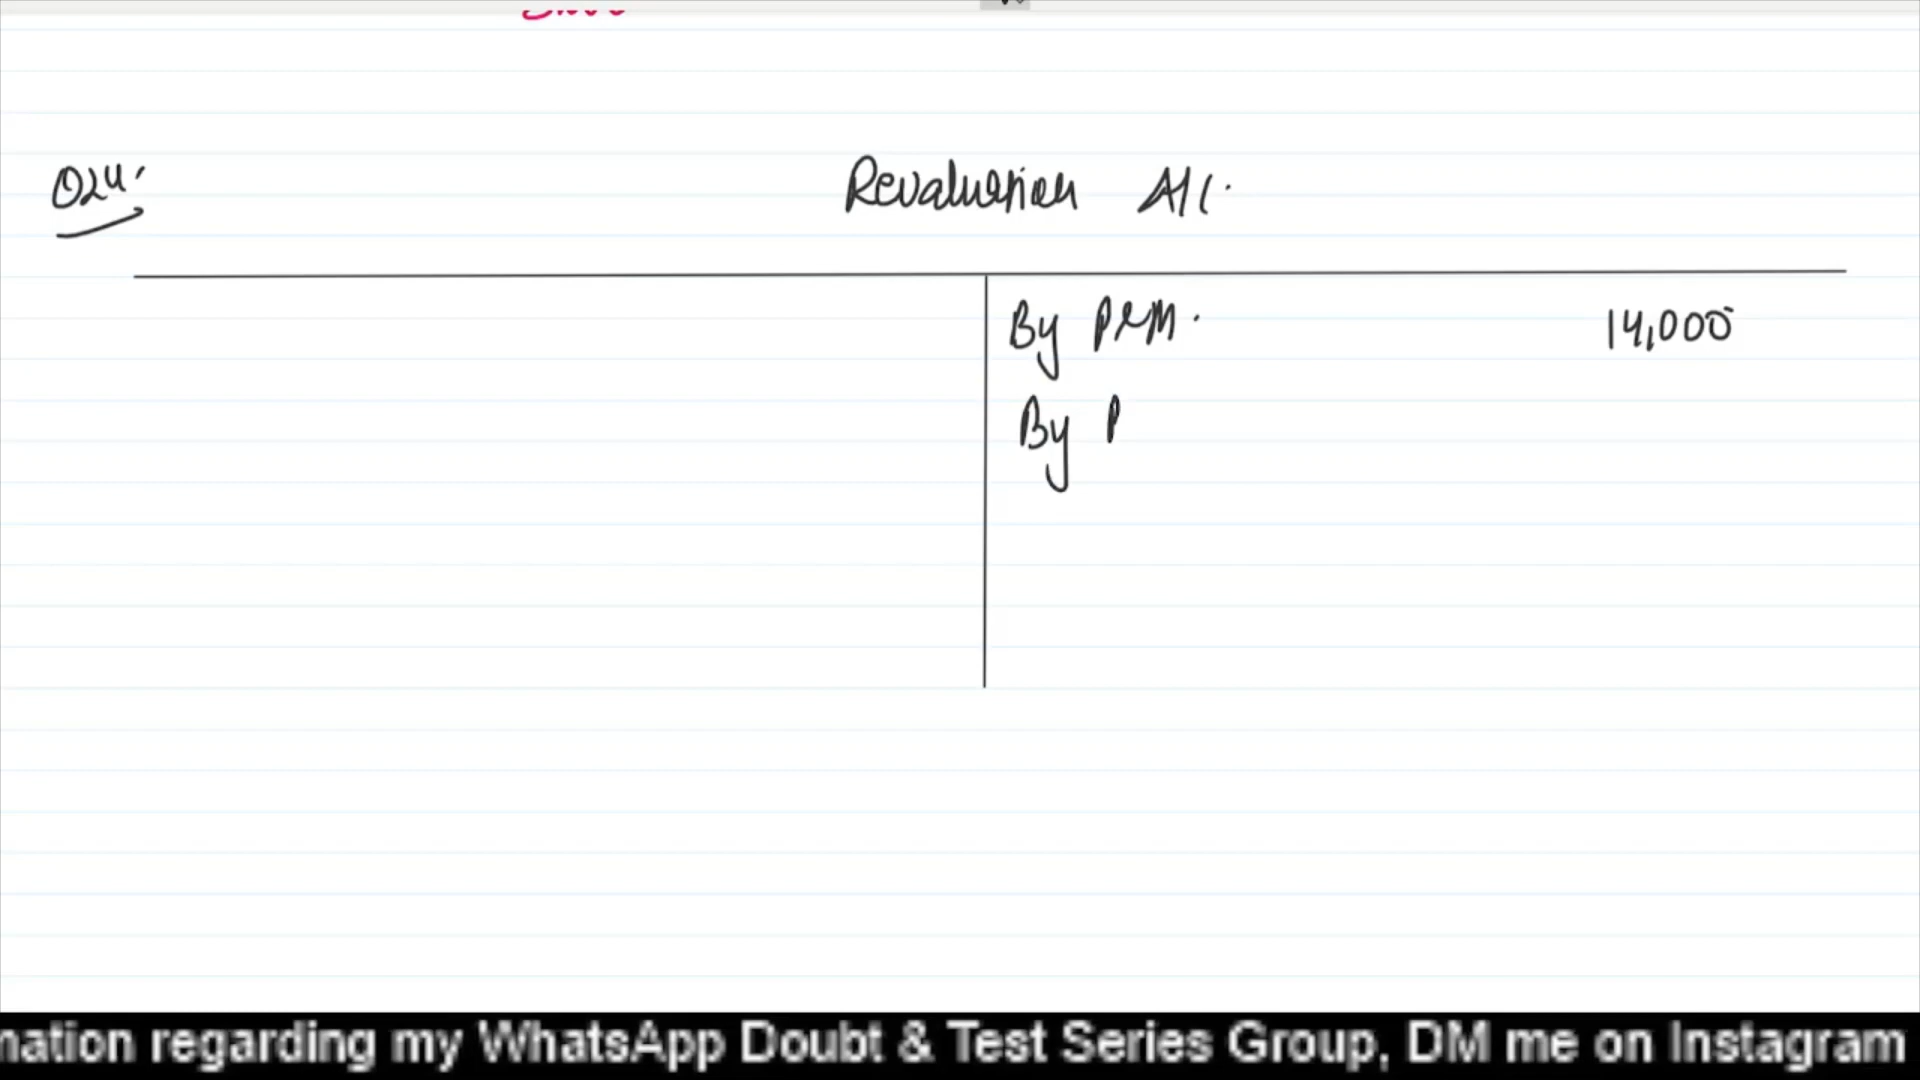 Q24.
Revaluation A/c.
By P&M. 14,000
By P
nation regarding my WhatsApp Doubt & Test Series Group, DM me on Instagram